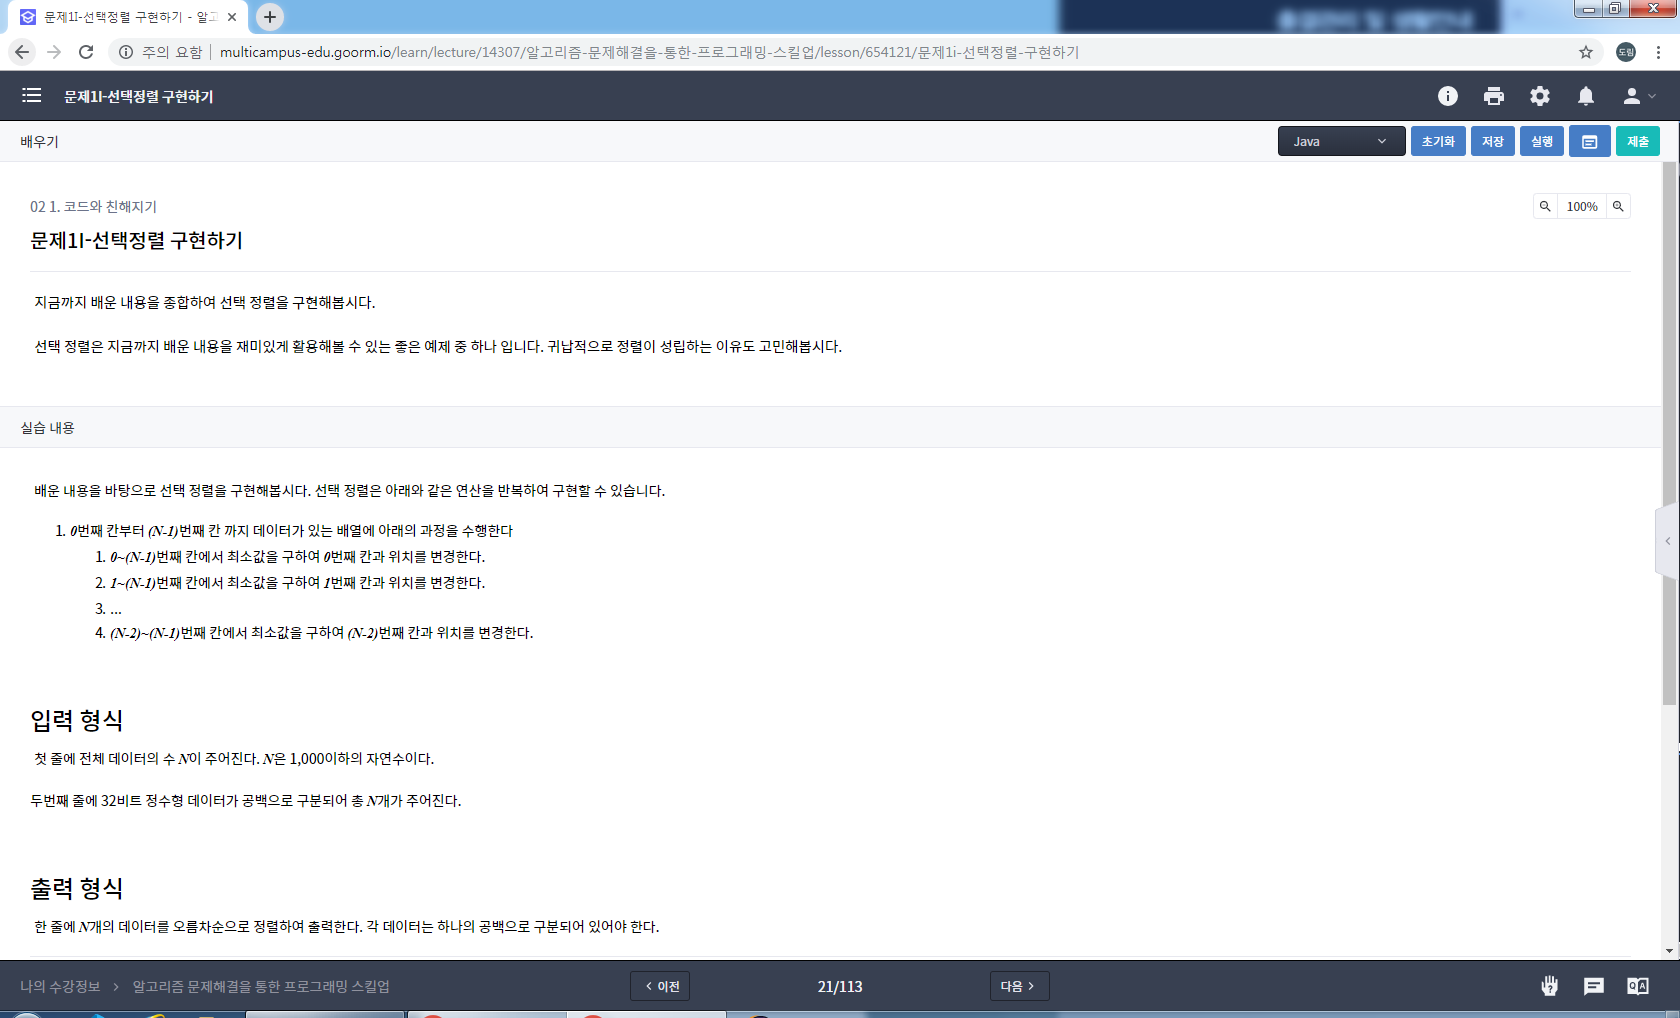 문제1I-선택정렬 구현하기 - 알고
주의 요함 | multicampus-edu.goorm.io/learn/lecture/14307/알고리즘-문제해결을-통한-프로그래밍-스킬업/lesson/654121/문제1i-선택정렬-구현하기
도림
문제1I-선택정렬 구현하기
배우기
Java
초기화
저장
실행
제출
02 1. 코드와 친해지기
100%
문제1I-선택정렬 구현하기
지금까지 배운 내용을 종합하여 선택 정렬을 구현해봅시다.
선택 정렬은 지금까지 배운 내용을 재미있게 활용해볼 수 있는 좋은 예제 중 하나 입니다. 귀납적으로 정렬이 성립하는 이유도 고민해봅시다.
실습 내용
배운 내용을 바탕으로 선택 정렬을 구현해봅시다. 선택 정렬은 아래와 같은 연산을 반복하여 구현할 수 있습니다.
1. 0번째 칸부터 (N-1)번째 칸 까지 데이터가 있는 배열에 아래의 과정을 수행한다
1. 0~(N-1)번째 칸에서 최소값을 구하여 0번째 칸과 위치를 변경한다.
2. 1~(N-1)번째 칸에서 최소값을 구하여 1번째 칸과 위치를 변경한다.
3. ...
4. (N-2)~(N-1)번째 칸에서 최소값을 구하여 (N-2)번째 칸과 위치를 변경한다.
입력 형식
첫 줄에 전체 데이터의 수 N이 주어진다. N은 1,000이하의 자연수이다.
두번째 줄에 32비트 정수형 데이터가 공백으로 구분되어 총 N개가 주어진다.
출력 형식
한 줄에 N개의 데이터를 오름차순으로 정렬하여 출력한다. 각 데이터는 하나의 공백으로 구분되어 있어야 한다.
나의 수강정보 > 알고리즘 문제해결을 통한 프로그래밍 스킬업
< 이전
21/113
다음 >
Q A